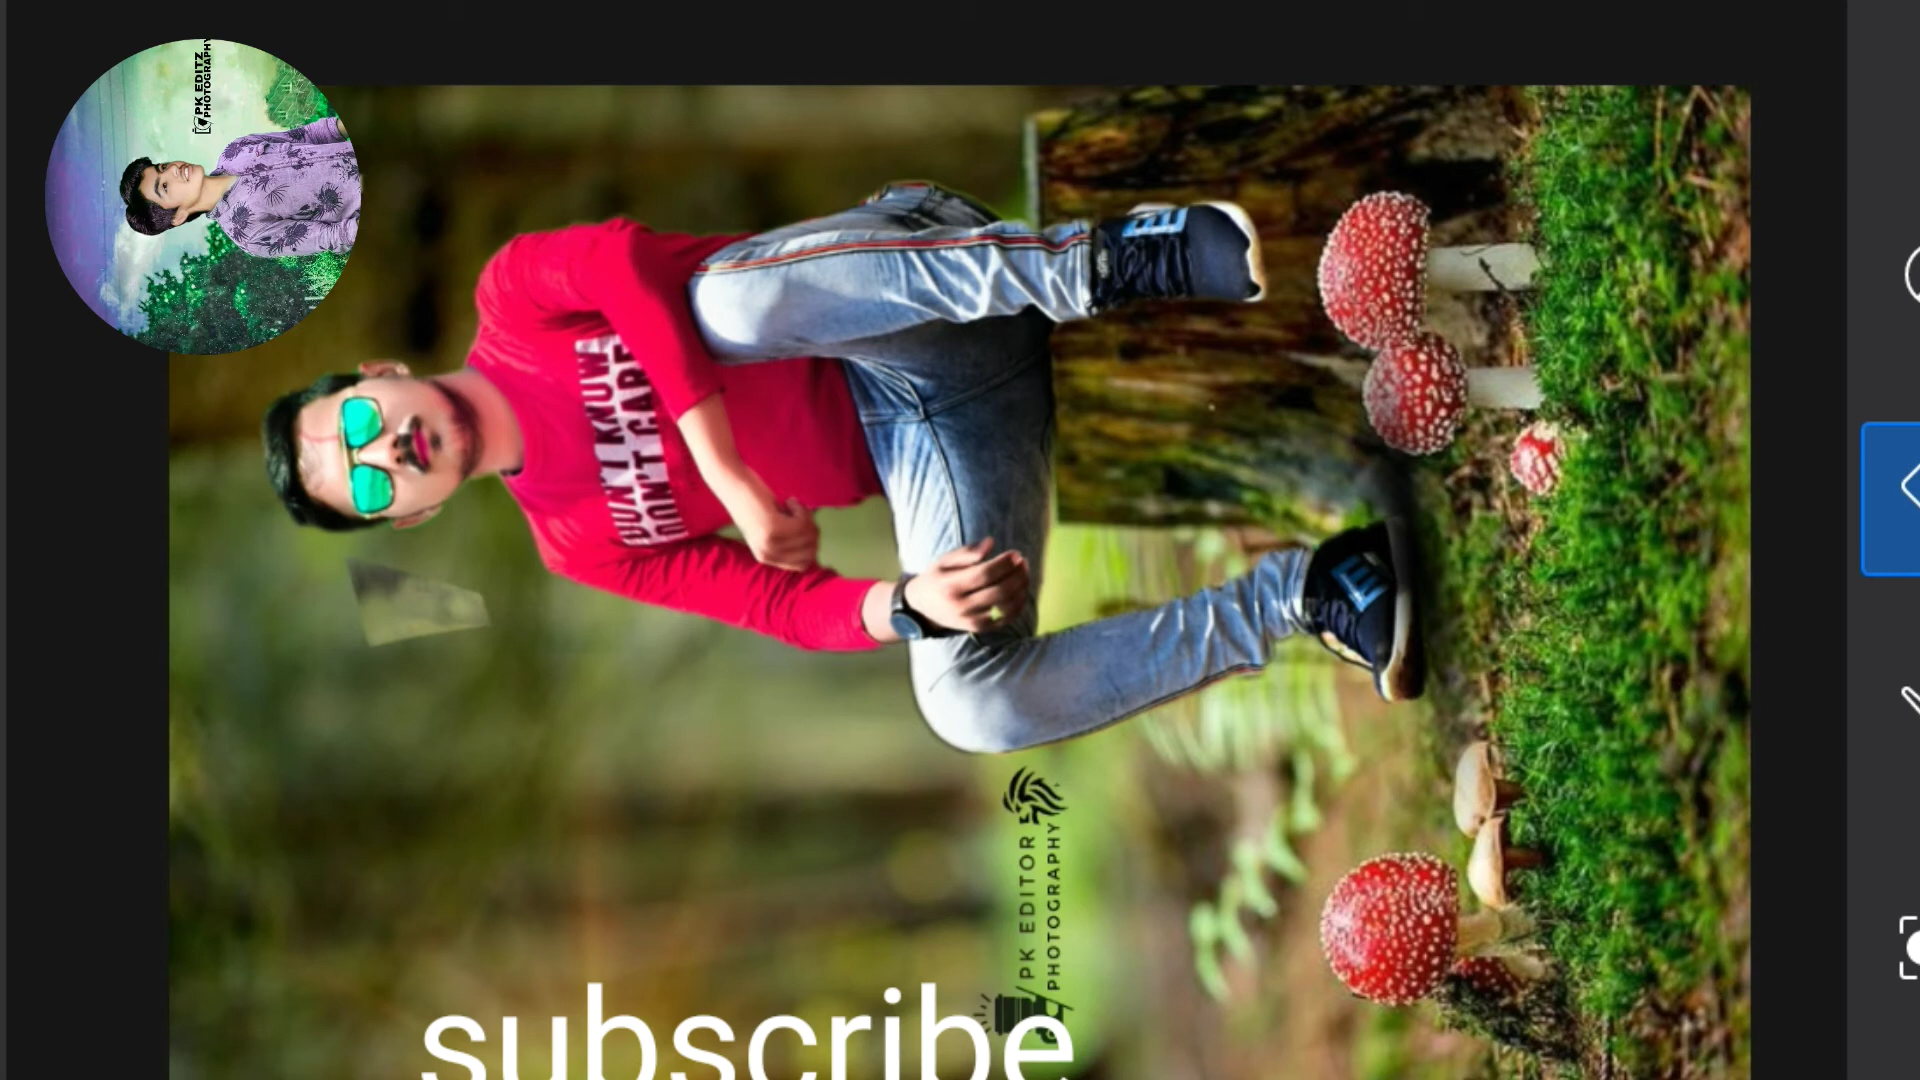 PK EDITZ
PHOTOGRAPHY
DON'T KNOW
DON'T CARE
E
E
PK EDITOR
PHOTOGRAPHY
subscribe